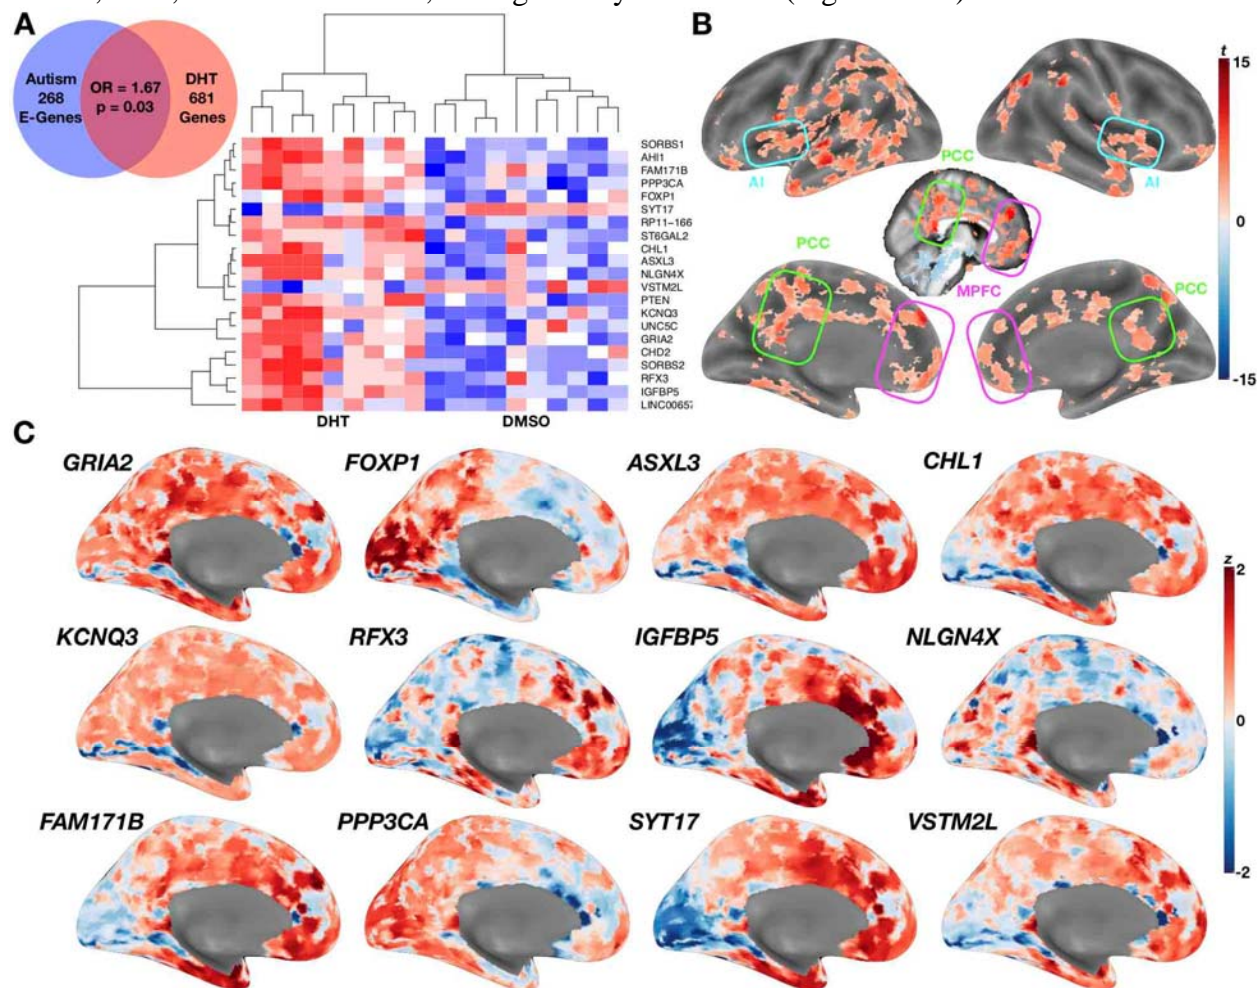 A
B
Autism
268
E-Genes
OR = 1.67
p = 0.03
DHT
681
Genes
SORBS1
AHI1
FAM171B
PPP3CA
FOXP1
SYT17
RP11-166
ST6GAL2
CHL1
ASXL3
NLGN4X
VSTM2L
PTEN
KCNQ3
UNC5C
GRIA2
CHD2
SORBS2
RFX3
IGFBP5
LINC00657
DHT
DMSO
t
15
0
-15
PCC
AI
AI
PCC
MPFC
PCC
C
GRIA2
FOXP1
ASXL3
CHL1
KCNQ3
RFX3
IGFBP5
NLGN4X
FAM171B
PPP3CA
SYT17
VSTM2L
z
2
0
-2